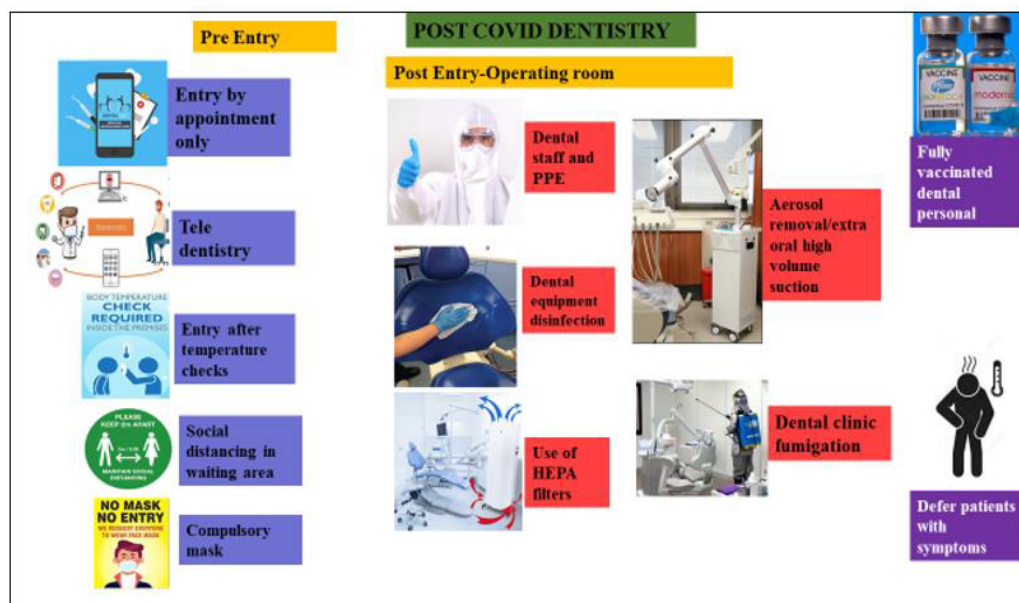 POST COVID DENTISTRY
Pre Entry
Entry by
appointment
only
Tele
dentistry
BODY TEMPERATURE
CHECK
REQUIRED
INSIDE THE PREMISES
Entry after
temperature
checks
PLEASE
KEEP 2m APART
MAINTAIN SOCIAL
DISTANCING
Social
distancing in
waiting area
NO MASK
NO ENTRY
WE REQUEST EVERYONE
TO WEAR FACE MASK
Compulsory
mask
Post Entry-Operating room
Dental
staff and
PPE
Dental
equipment
disinfection
Use of
HEPA
filters
Aerosol
removal/extra
oral high
volume
suction
Dental clinic
fumigation
VACCINE
VACCINE
moderna
Fully
vaccinated
dental
personal
Defer patients
with
symptoms